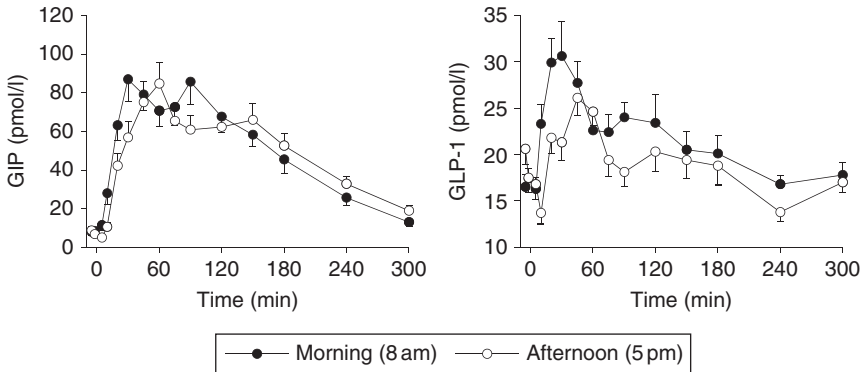 120
100
80
60
40
20
0
GIP (pmol/l)
0 60 120 180 240 300
Time (min)
35
30
25
20
15
10
GLP-1 (pmol/l)
0 60 120 180 240 300
Time (min)
Morning (8 am) Afternoon (5 pm)